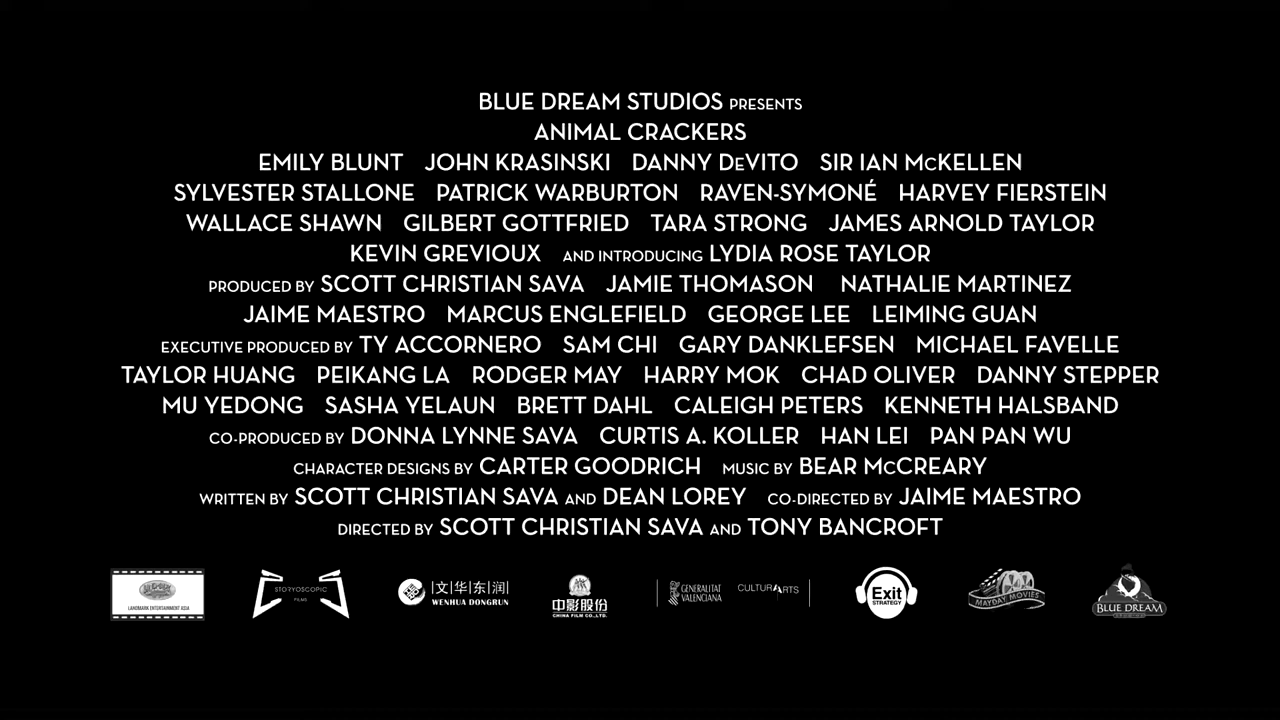 BLUE DREAM STUDIOS PRESENTS
ANIMAL CRACKERS
EMILY BLUNT JOHN KRASINSKI DANNY DeVITO SIR IAN McKELLEN
SYLVESTER STALLONE PATRICK WARBURTON RAVEN-SYMONÉ HARVEY FIERSTEIN
WALLACE SHAWN GILBERT GOTTFRIED TARA STRONG JAMES ARNOLD TAYLOR
KEVIN GREVIOUX AND INTRODUCING LYDIA ROSE TAYLOR
PRODUCED BY SCOTT CHRISTIAN SAVA JAMIE THOMASON NATHALIE MARTINEZ
JAIME MAESTRO MARCUS ENGLEFIELD GEORGE LEE LEIMING GUAN
EXECUTIVE PRODUCED BY TY ACCORNERO SAM CHI GARY DANKLEFSEN MICHAEL FAVELLE
TAYLOR HUANG PEIKANG LA RODGER MAY HARRY MOK CHAD OLIVER DANNY STEPPER
MU YEDONG SASHA YELAUN BRETT DAHL CALEIGH PETERS KENNETH HALSBAND
CO-PRODUCED BY DONNA LYNNE SAVA CURTIS A. KOLLER HAN LEI PAN PAN WU
CHARACTER DESIGNS BY CARTER GOODRICH MUSIC BY BEAR McCREARY
WRITTEN BY SCOTT CHRISTIAN SAVA AND DEAN LOREY CO-DIRECTED BY JAIME MAESTRO
DIRECTED BY SCOTT CHRISTIAN SAVA AND TONY BANCROFT
LANDMARK ENTERTAINMENT ASIA
STORYOSCOPIC
FILMS
文华东润
WENHUA DONGRUN
中影股份
CHINA FILM CO.,LTD.
GENERALITAT
VALENCIANA
CULTURARTS
Exit
STRATEGY
MAYDAY MOVIES
BLUE DREAM